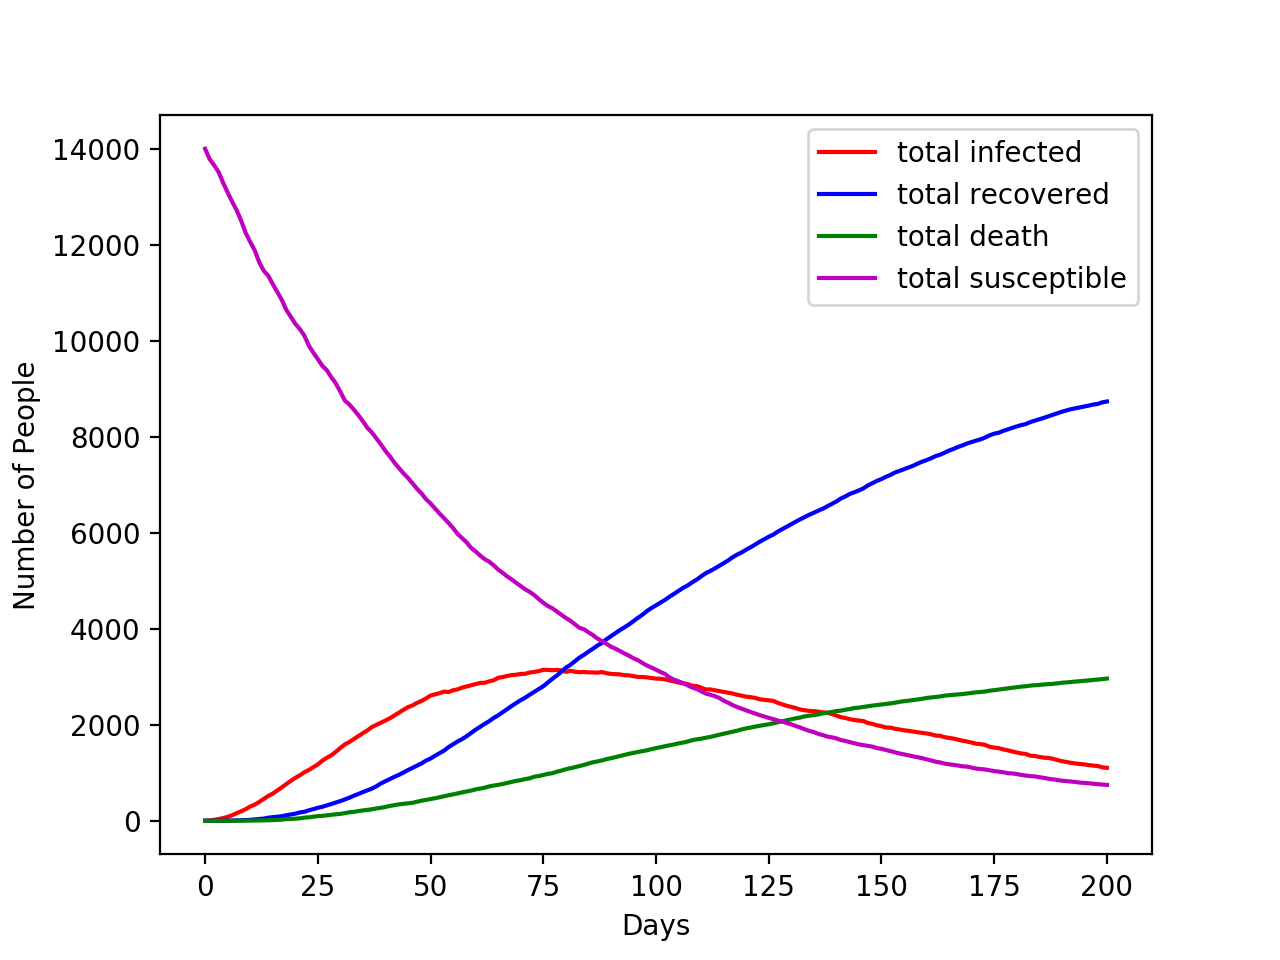 total infected
total recovered
total death
total susceptible
14000
12000
10000
8000
6000
4000
2000
0
Number of People
0 25 50 75 100 125 150 175 200
Days